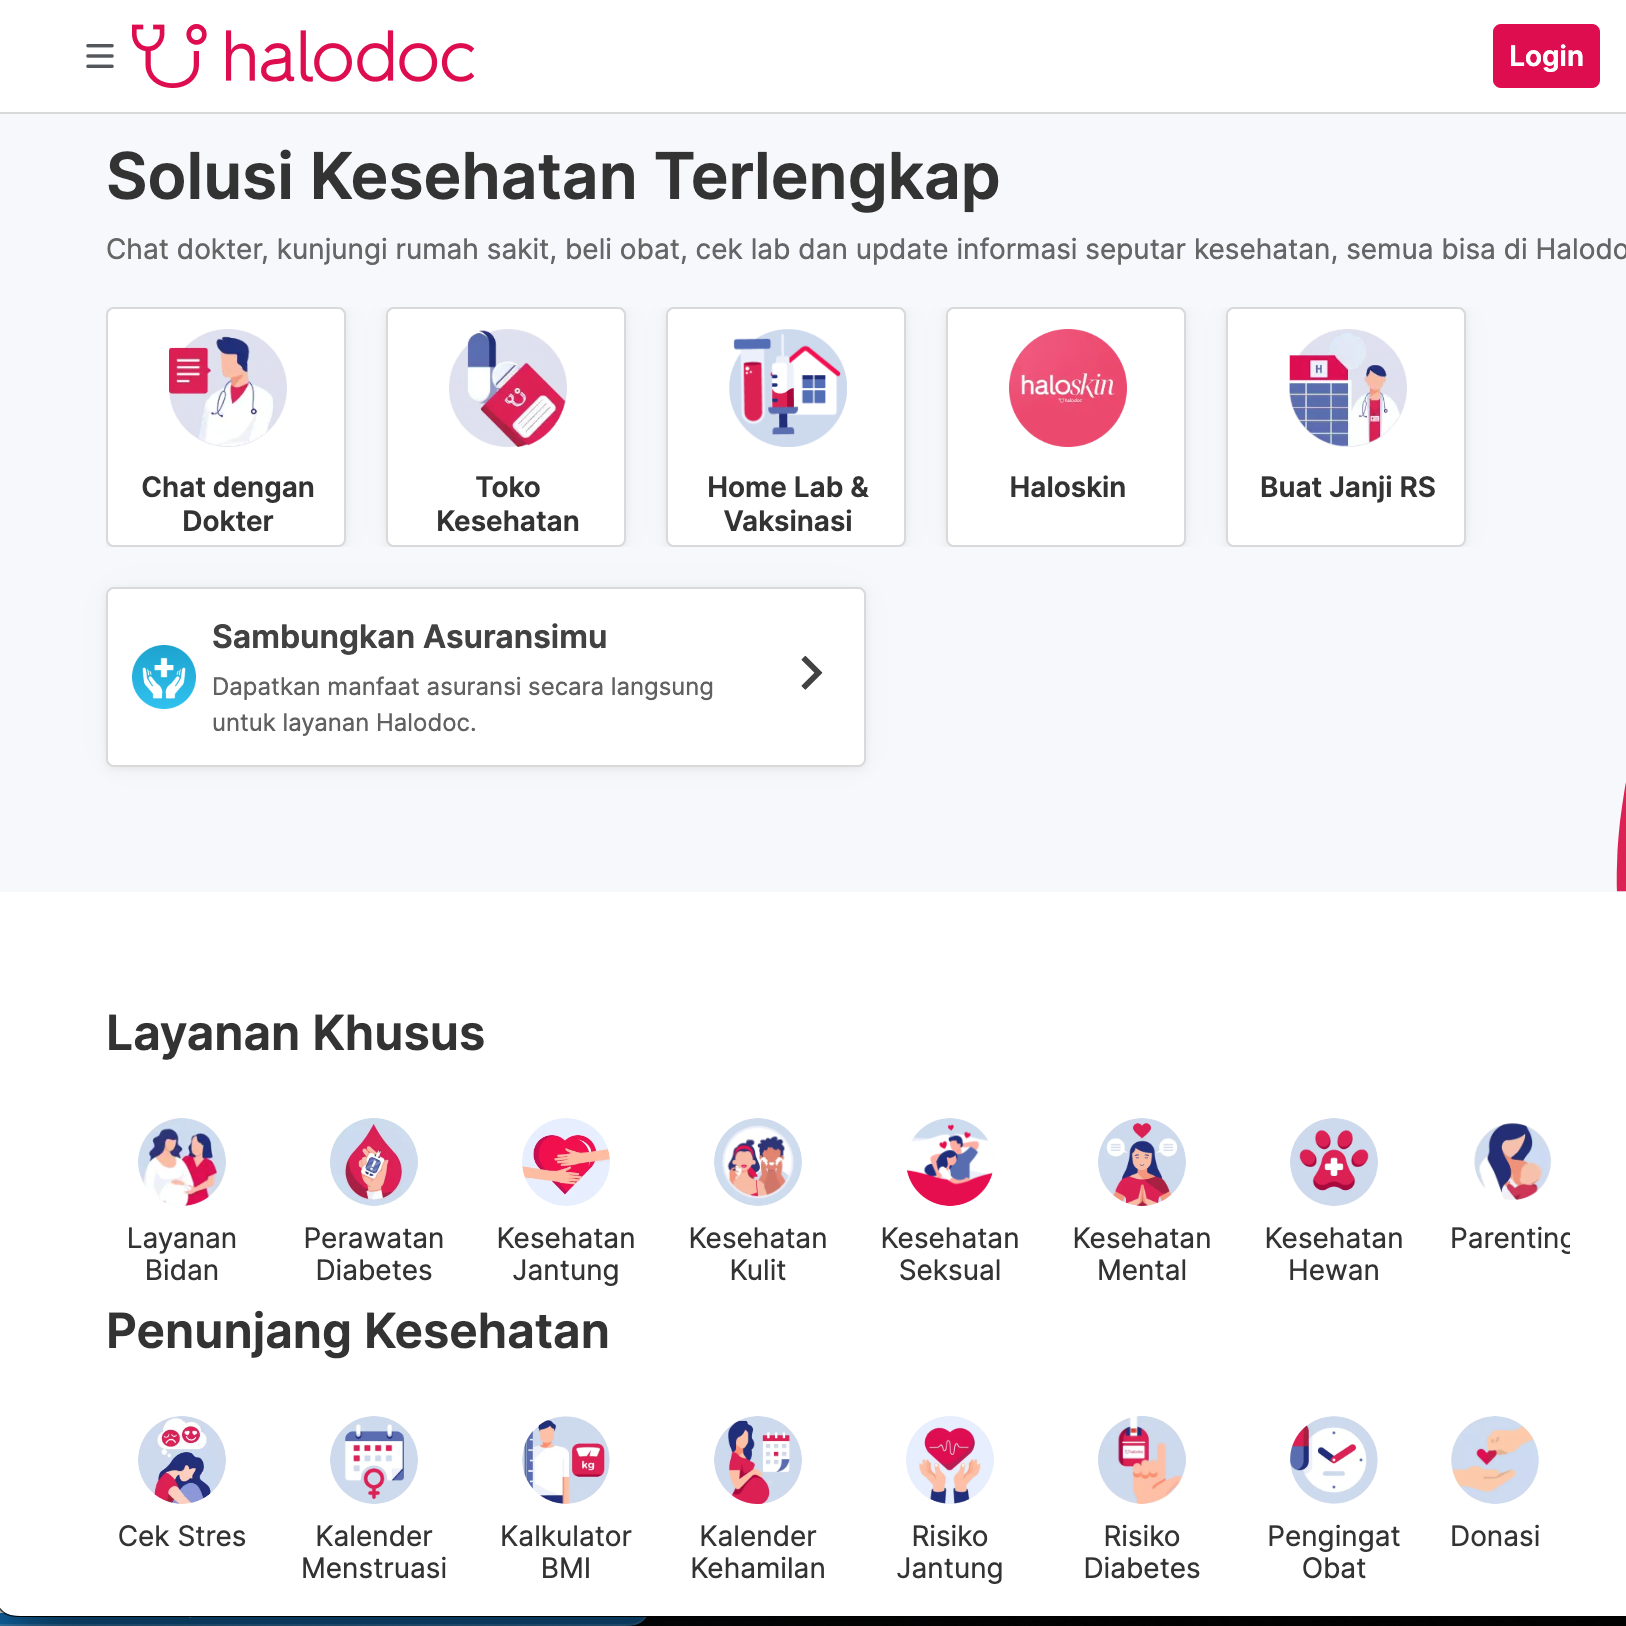 halodoc
Login
Solusi Kesehatan Terlengkap
Chat dokter, kunjungi rumah sakit, beli obat, cek lab dan update informasi seputar kesehatan, semua bisa di Halodo
H
haloskin
halodoc
Chat dengan
Dokter
Toko
Kesehatan
Home Lab &
Vaksinasi
Haloskin
Buat Janji RS
Sambungkan Asuransimu
Dapatkan manfaat asuransi secara langsung
untuk layanan Halodoc.
Layanan Khusus
Layanan
Bidan
Perawatan
Diabetes
Kesehatan
Jantung
Kesehatan
Kulit
Kesehatan
Seksual
Kesehatan
Mental
Kesehatan
Hewan
Parenting
Penunjang Kesehatan
kg
Cek Stres
Kalender
Menstruasi
Kalkulator
BMI
Kalender
Kehamilan
Risiko
Jantung
Risiko
Diabetes
Pengingat
Obat
Donasi